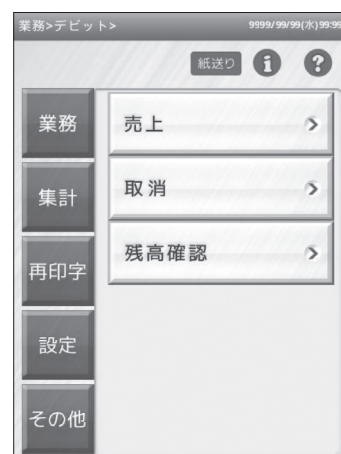 業務>デビット>
9999/99/99(水)99:99
紙送り
i
?
業務
売上
集計
取消
再印字
残高確認
設定
その他